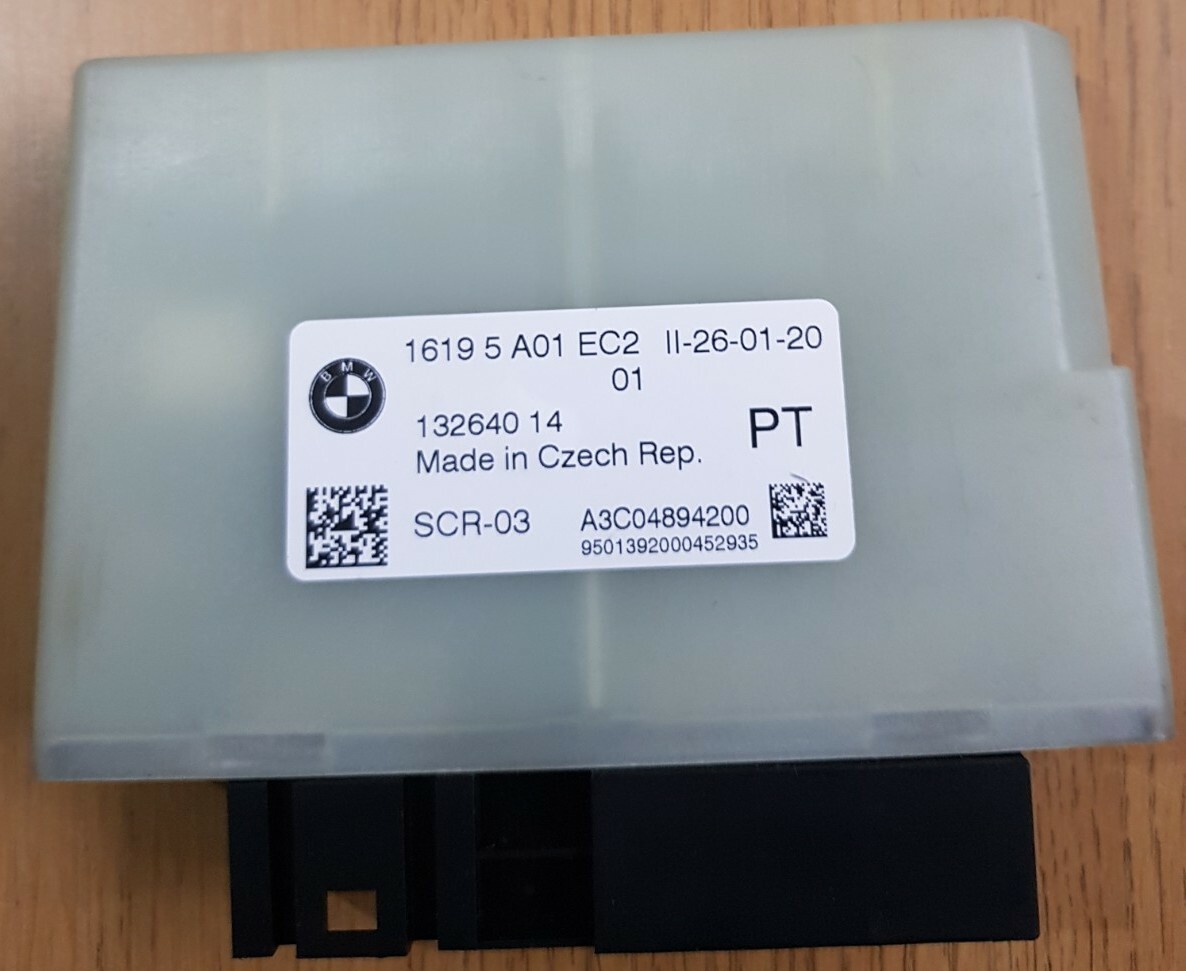 1619 5 A01 EC2 II-26-01-20
01
BMW
132640 14
PT
Made in Czech Rep.
SCR-03 A3C04894200
9501392000452935